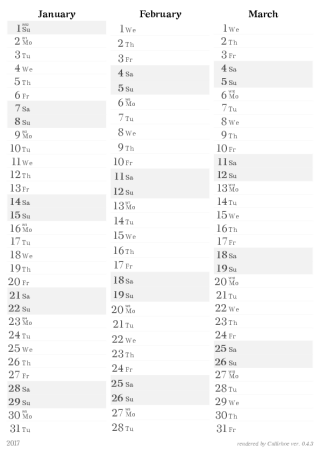 January February March
1 Su 1 We 1 We
2 Mo 2 Th 2 Th
3 Tu 3 Fr 3 Fr
4 We 4 Sa 4 Sa
5 Th 5 Su 5 Su
6 Fr 6 Mo 6 Mo
7 Sa 7 Tu 7 Tu
8 Su 8 We 8 We
9 Mo 9 Th 9 Th
10 Tu 10 Fr 10 Fr
11 We 11 Sa 11 Sa
12 Th 12 Su 12 Su
13 Fr 13 Mo 13 Mo
14 Sa 14 Tu 14 Tu
15 Su 15 We 15 We
16 Mo 16 Th 16 Th
17 Tu 17 Fr 17 Fr
18 We 18 Sa 18 Sa
19 Th 19 Su 19 Su
20 Fr 20 Mo 20 Mo
21 Sa 21 Tu 21 Tu
22 Su 22 We 22 We
23 Mo 23 Th 23 Th
24 Tu 24 Fr 24 Fr
25 We 25 Sa 25 Sa
26 Th 26 Su 26 Su
27 Fr 27 Mo 27 Mo
28 Sa 28 Tu 28 Tu
29 Su 29 We
30 Mo 30 Th
31 Tu 31 Fr
2017 rendered by Callirhoe ver. 0.4.3